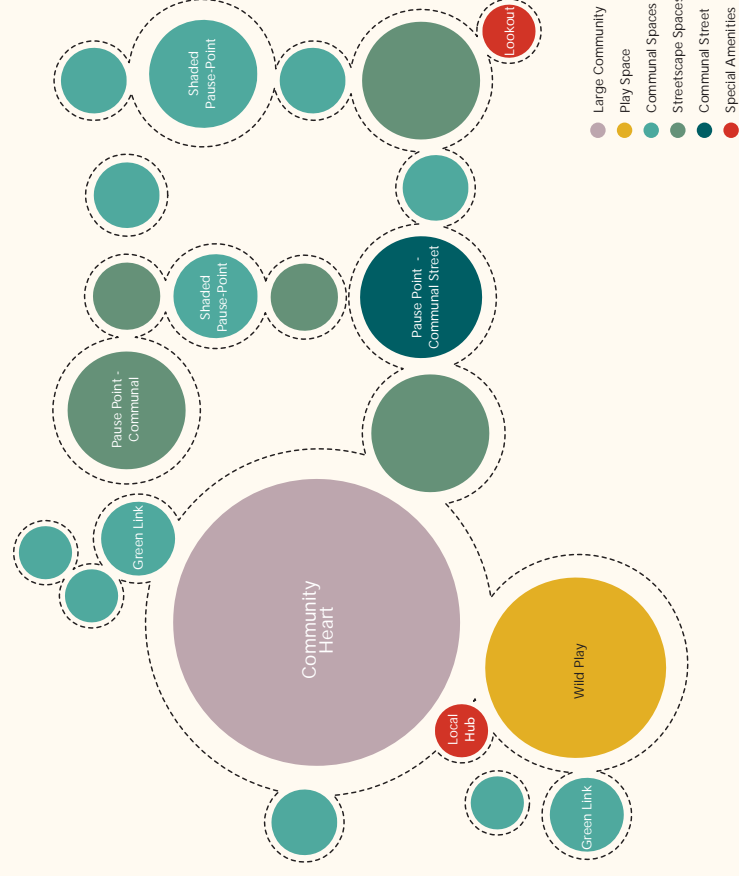 Lookout
Shaded
Pause-Point
Shaded
Pause-Point
Pause Point -
Communal Street
Pause Point -
Communal
Green Link
Community
Heart
Wild Play
Local
Hub
Green Link
Large Community
Play Space
Communal Spaces
Streetscape Spaces
Communal Street
Special Amenities